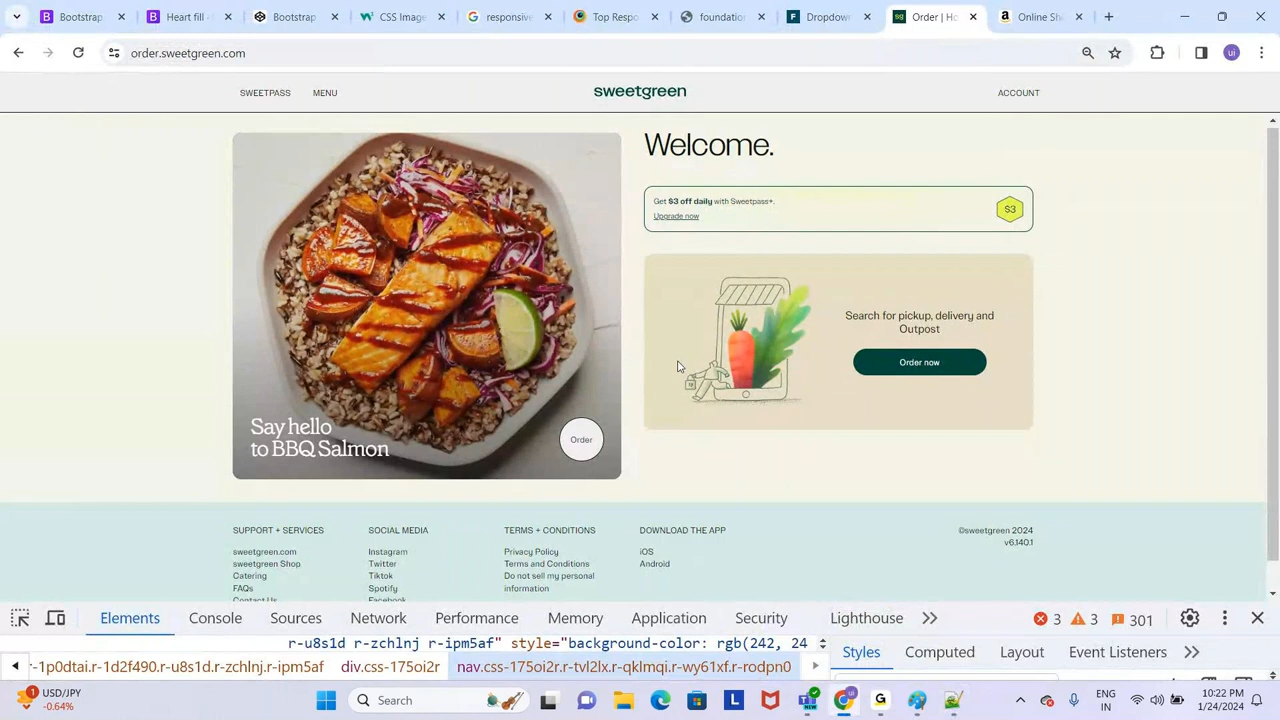 Bootstrap
Heart fill
Bootstrap
CSS Image
responsive
Top Resp
foundation
Dropdown
Order | Ho
Online Sho
order.sweetgreen.com
ui
SWEETPASS
MENU
sweetgreen
ACCOUNT
Welcome.
Get $3 off daily with Sweetpass+.
Upgrade now
$3
Search for pickup, delivery and
Outpost
Order now
Say hello
to BBQ Salmon
Order
SUPPORT + SERVICES
sweetgreen.com
sweetgreen Shop
Catering
FAQs
Contact Us
SOCIAL MEDIA
Instagram
Twitter
Tiktok
Spotify
Facebook
TERMS + CONDITIONS
Privacy Policy
Terms and Conditions
Do not sell my personal
information
DOWNLOAD THE APP
iOS
Android
©sweetgreen 2024
v6.140.1
Elements
Console
Sources
Network
Performance
Memory
Application
Security
Lighthouse
3
3
301
r-u8s1d r-zchlnj r-ipm5af" style="background-color: rgb(242, 24
-1p0dtai.r-1d2f490.r-u8s1d.r-zchlnj.r-ipm5af
div.css-175oi2r
nav.css-175oi2r.r-tvl2lx.r-qklmqi.r-wy61xf.r-rodpn0
Styles
Computed
Layout
Event Listeners
1
USD/JPY
-0.64%
Search
ENG
IN
10:22 PM
1/24/2024